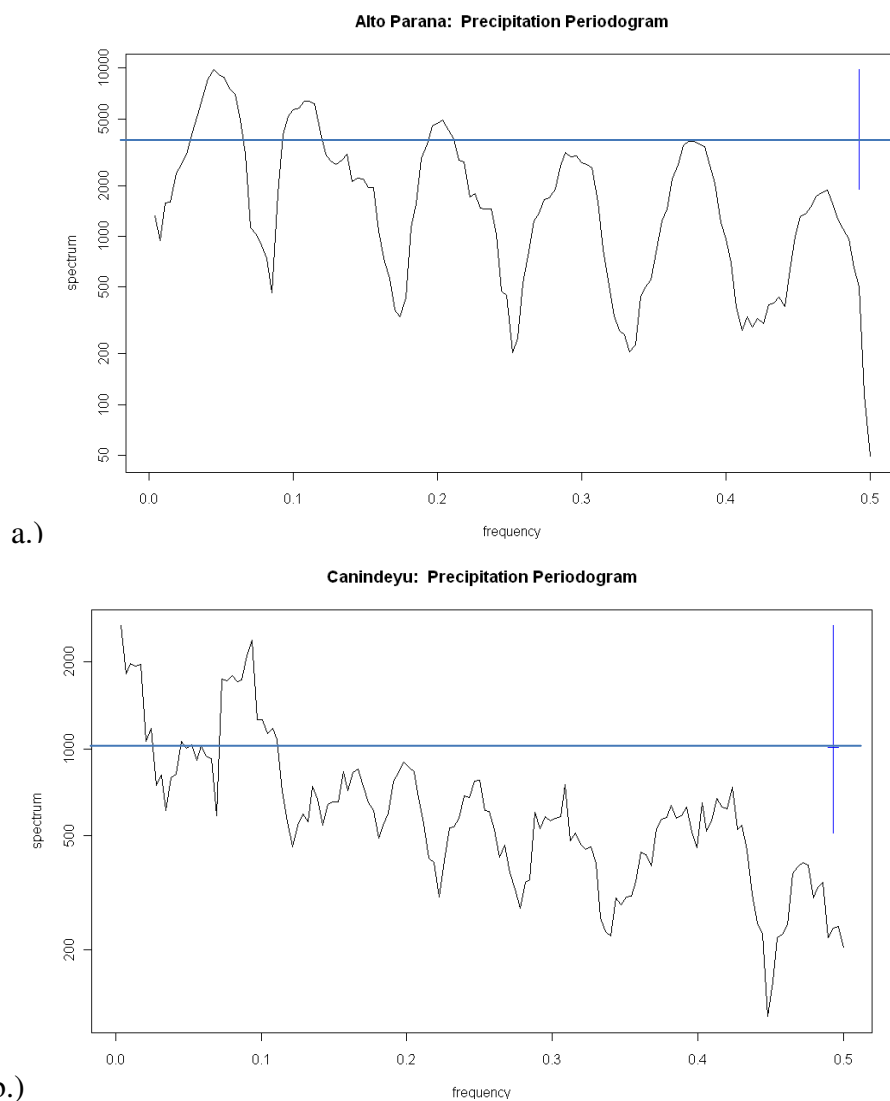 Alto Parana: Precipitation Periodogram
10000
5000
2000
1000
500
200
100
50
spectrum
0.0 0.1 0.2 0.3 0.4 0.5
frequency
a.)
Canindeyu: Precipitation Periodogram
2000
1000
500
200
spectrum
0.0 0.1 0.2 0.3 0.4 0.5
frequency
.)